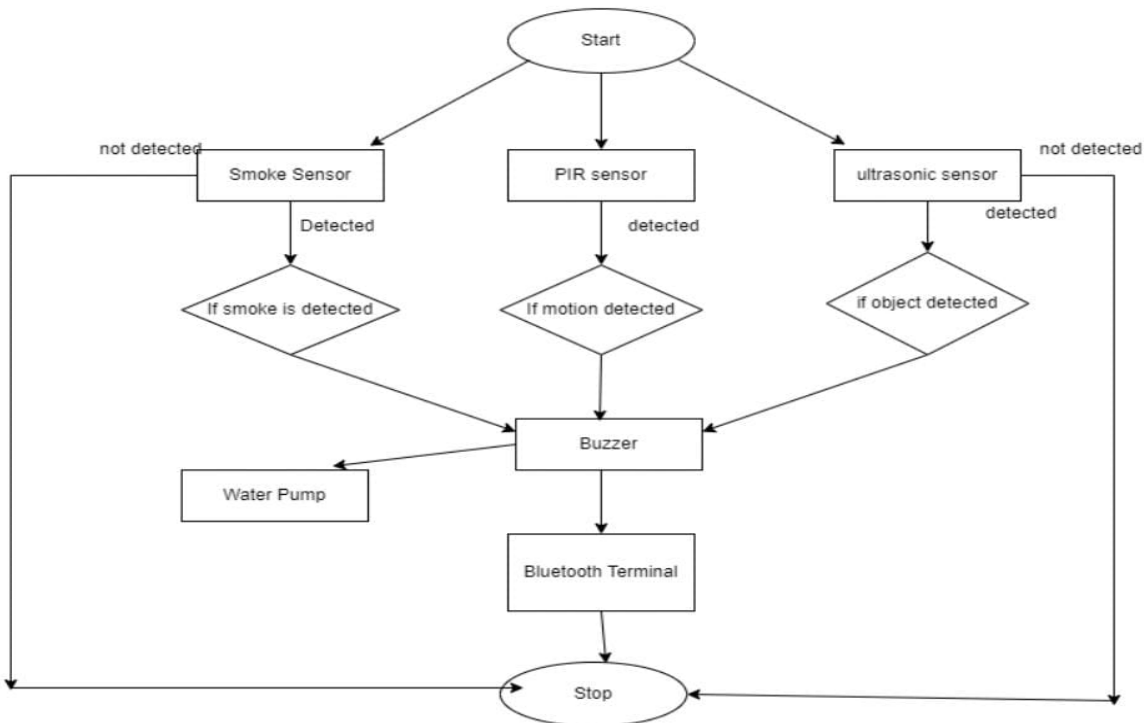 Start
not detected
not detected
Smoke Sensor
PIR sensor
ultrasonic sensor
Detected
detected
detected
If smoke is detected
If motion detected
if object detected
Buzzer
Water Pump
Bluetooth Terminal
Stop